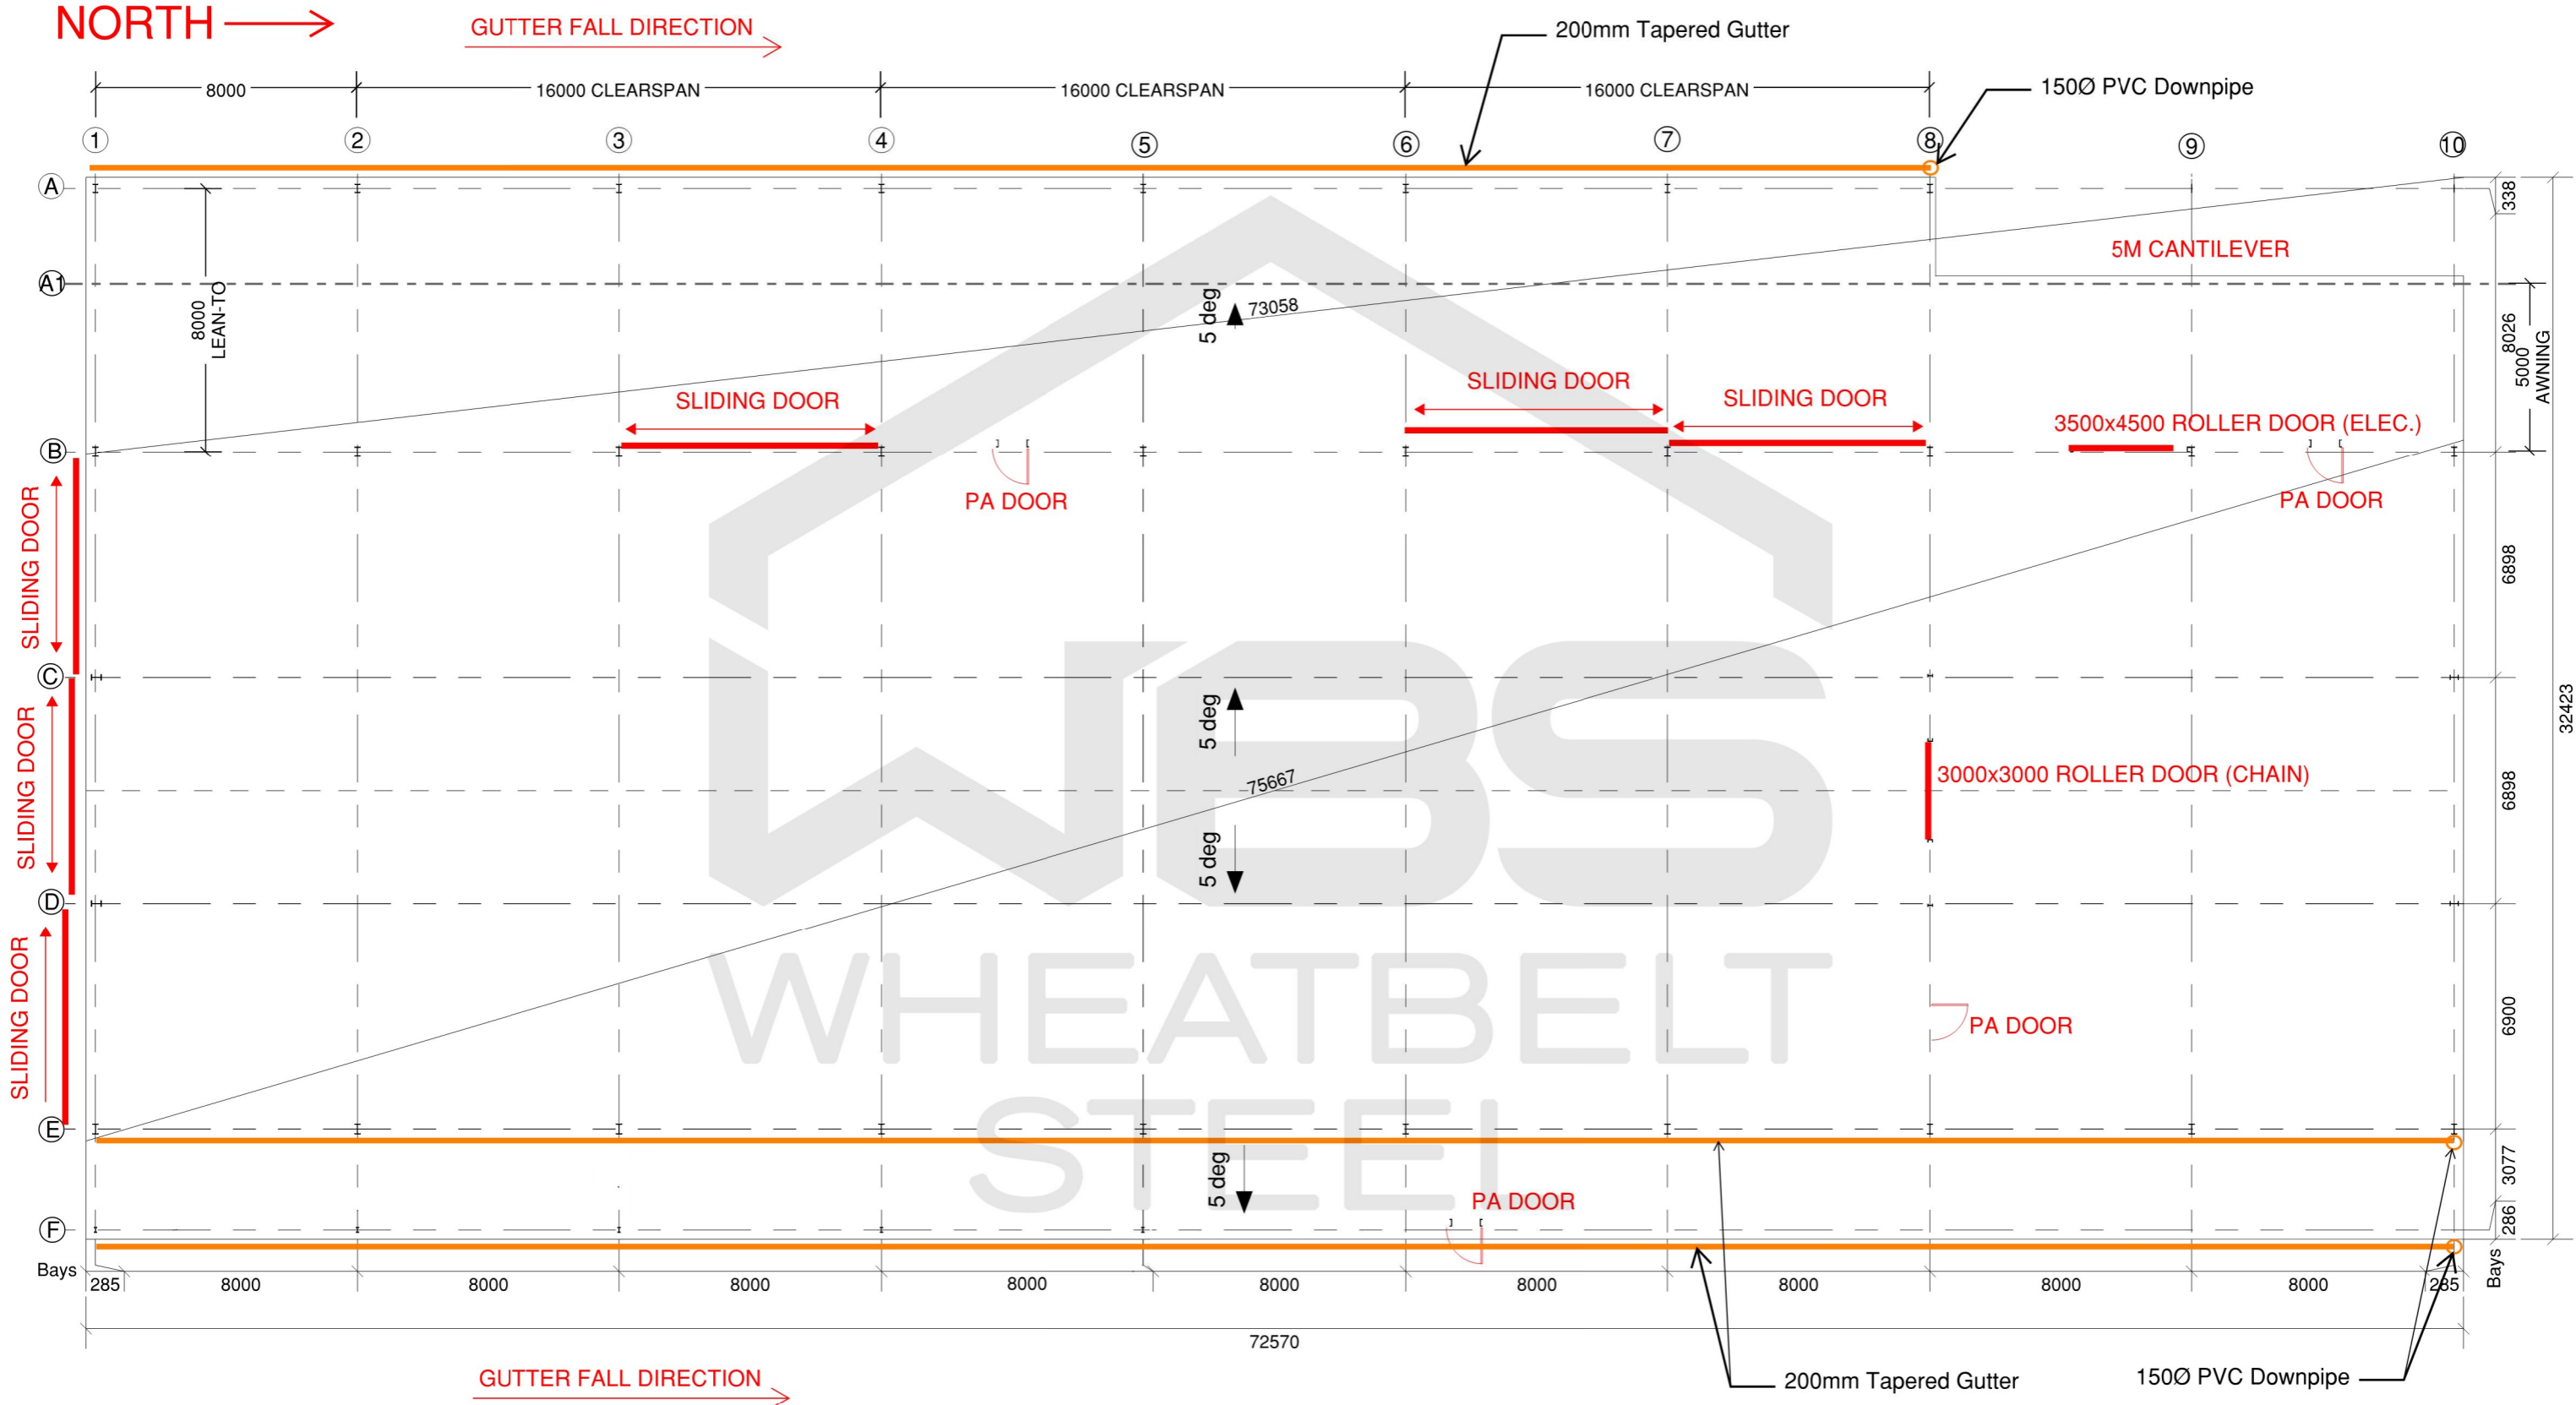 NORTH
GUTTER FALL DIRECTION
200mm Tapered Gutter
150Ø PVC Downpipe
8000
16000 CLEARSPAN
16000 CLEARSPAN
16000 CLEARSPAN
1
2
3
4
5
6
7
8
9
10
A
338
5M CANTILEVER
A1
8000
LEAN-TO
5 deg
73058
8026
5000
AWNING
SLIDING DOOR
SLIDING DOOR
SLIDING DOOR
3500x4500 ROLLER DOOR (ELEC.)
B
PA DOOR
PA DOOR
SLIDING DOOR
6898
C
5 deg
32423
SLIDING DOOR
75667
3000x3000 ROLLER DOOR (CHAIN)
6898
5 deg
D
WBS
WHEATBELT
STEEL
SLIDING DOOR
PA DOOR
6900
E
5 deg
3077
PA DOOR
F
286
Bays
285
8000
8000
8000
8000
8000
8000
8000
8000
8000
285
Bays
72570
GUTTER FALL DIRECTION
200mm Tapered Gutter
150Ø PVC Downpipe